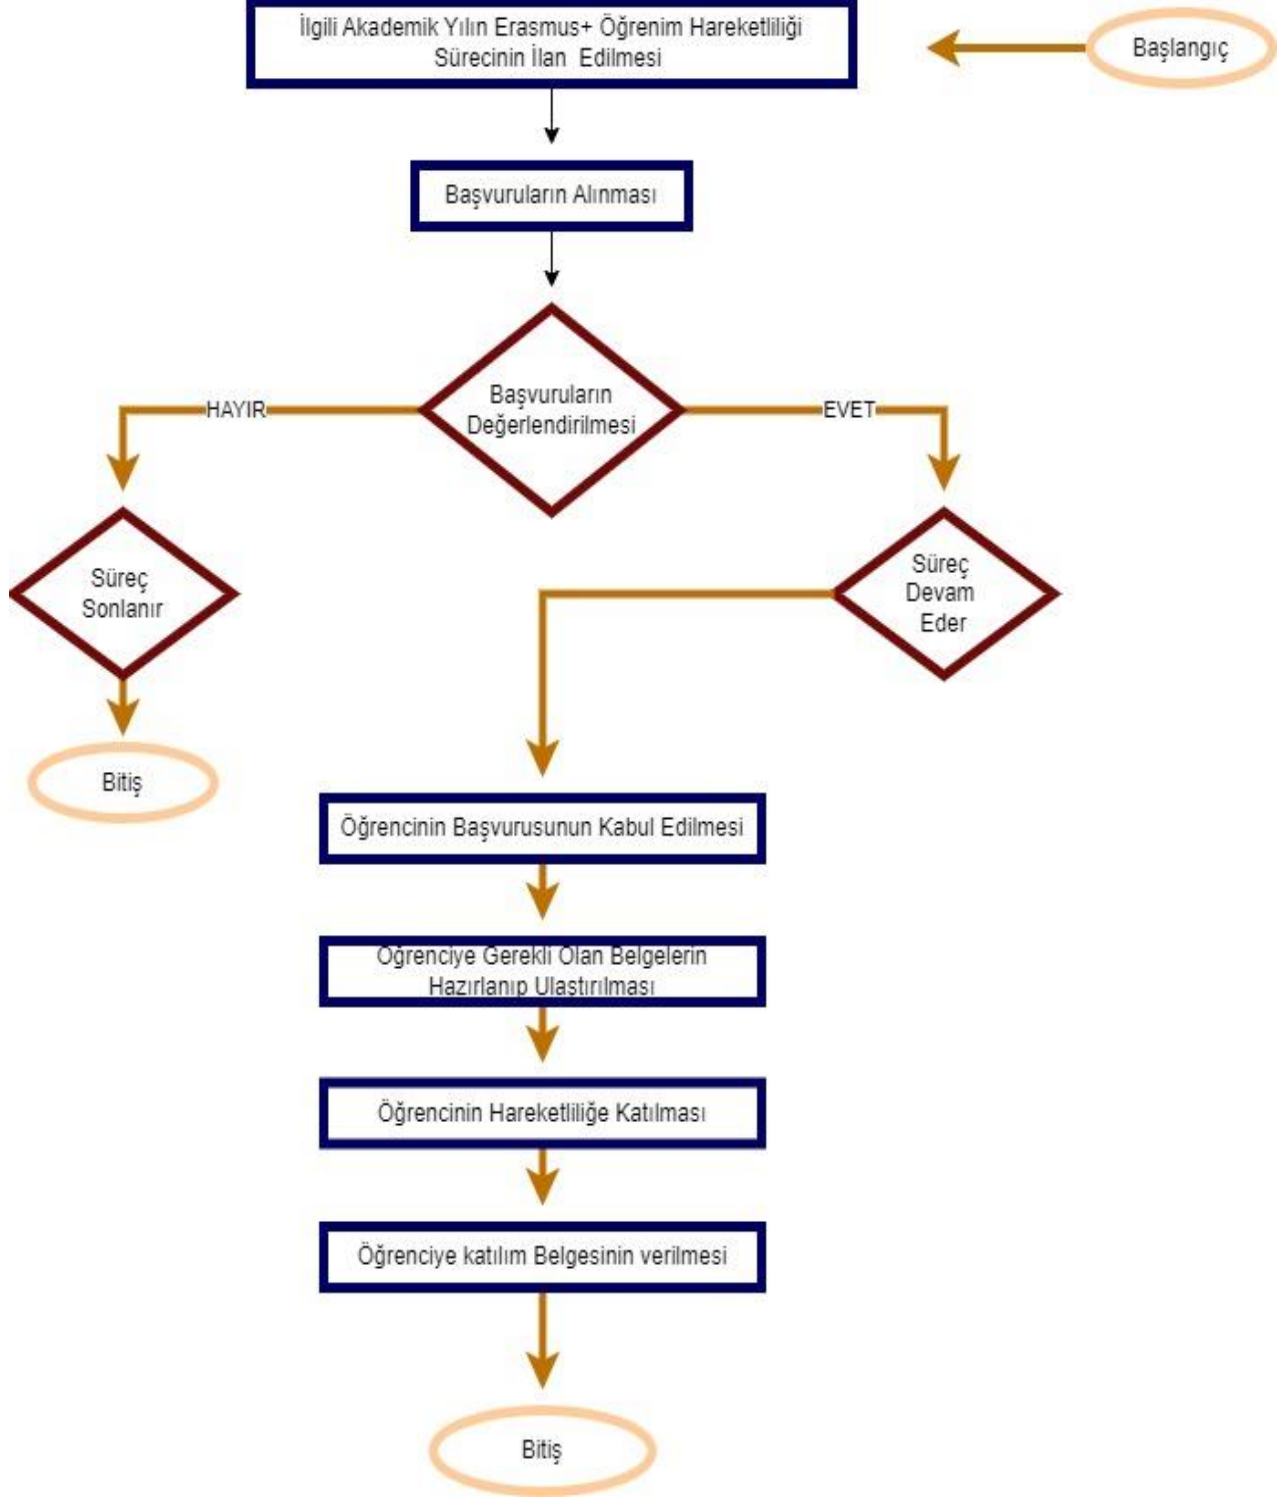 İlgili Akademik Yılın Erasmus+ Öğrenim Hareketliliği
Sürecinin İlan Edilmesi
Başlangıç
Başvuruların Alınması
Başvuruların
Değerlendirilmesi
HAYIR
EVET
Süreç
Sonlanır
Süreç
Devam
Eder
Bitiş
Öğrencinin Başvurusunun Kabul Edilmesi
Öğrenciye Gerekli Olan Belgelerin
Hazırlanıp Ulaştırılması
Öğrencinin Hareketliliğe Katılması
Öğrenciye katılım Belgesinin verilmesi
Bitiş